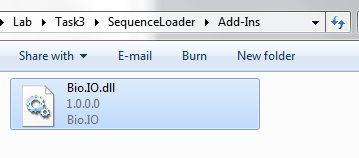 Lab ▸ Task3 ▸ SequenceLoader ▸ Add-Ins
Share with ▾ E-mail Burn New folder
Bio.IO.dll
1.0.0.0
Bio.IO